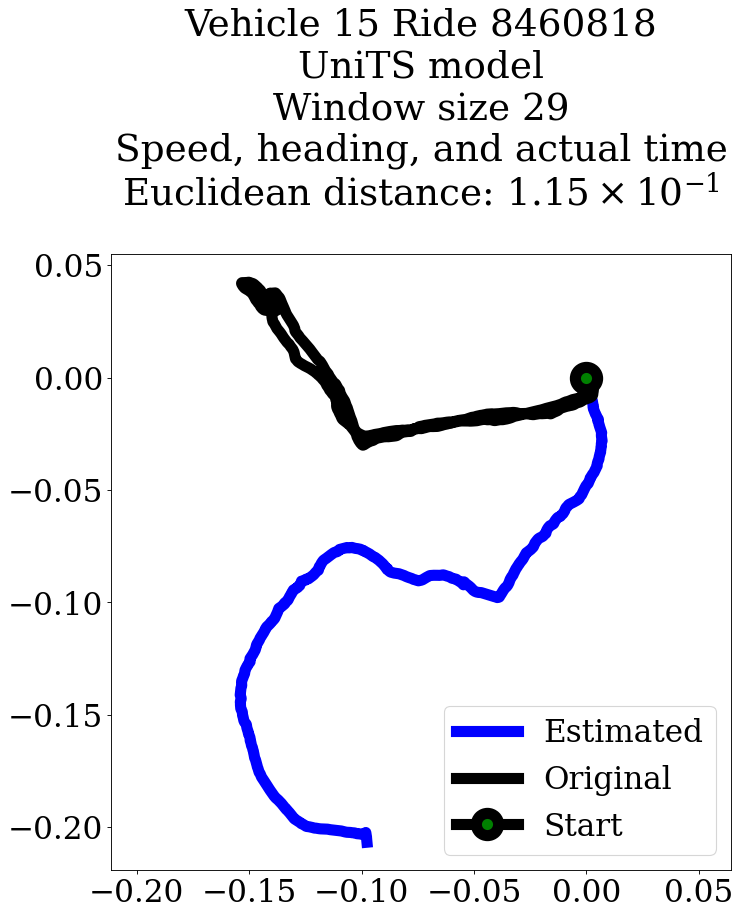 Vehicle 15 Ride 8460818
UniTS model
Window size 29
Speed, heading, and actual time
Euclidean distance: 1.15 × 10⁻¹
0.05
0.00
−0.05
−0.10
−0.15
−0.20
Estimated
Original
Start
−0.20 −0.15 −0.10 −0.05 0.00 0.05